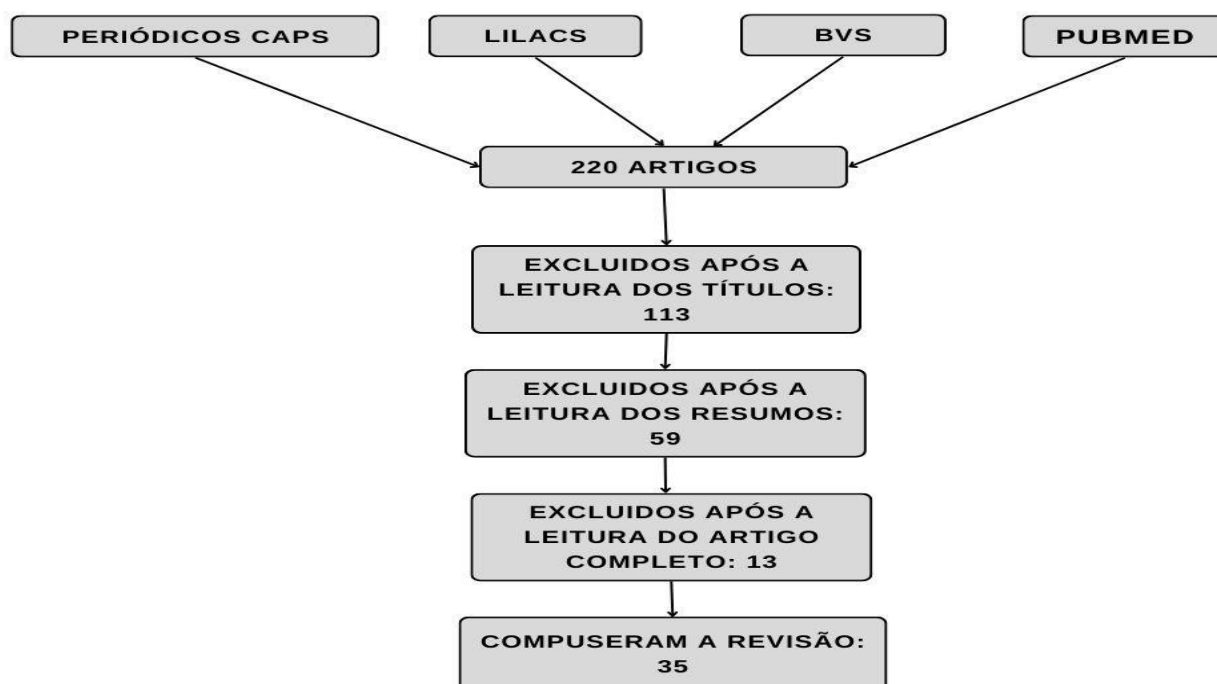 PERIÓDICOS CAPS
LILACS
BVS
PUBMED
220 ARTIGOS
EXCLUIDOS APÓS A
LEITURA DOS TÍTULOS:
113
EXCLUIDOS APÓS A
LEITURA DOS RESUMOS:
59
EXCLUIDOS APÓS A
LEITURA DO ARTIGO
COMPLETO: 13
COMPUSERAM A REVISÃO:
35